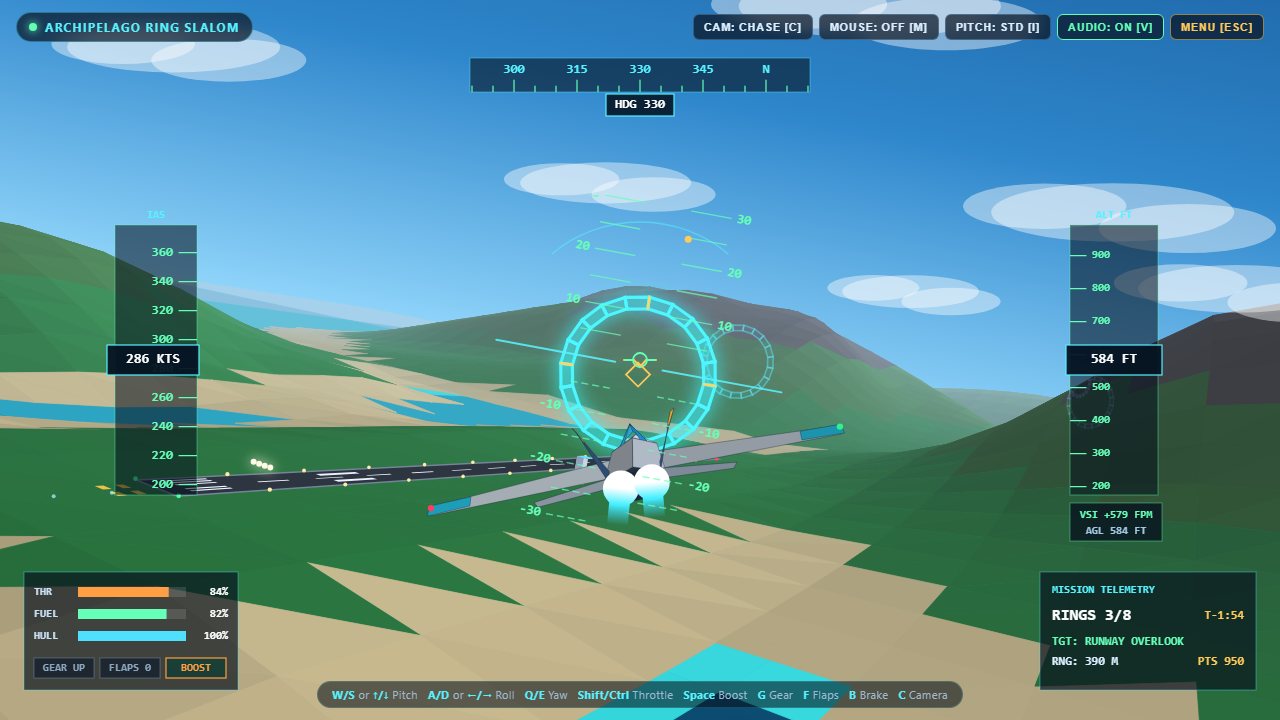 ARCHIPELAGO RING SLALOM
CAM: CHASE [C]
MOUSE: OFF [M]
PITCH: STD [I]
AUDIO: ON [V]
MENU [ESC]
300 315 330 345 N
HDG 330
IAS
360
340
320
300
286 KTS
260
240
220
200
30
20
20
10
10
-10
-10
-20
-20
-30
ALT FT
900
800
700
584 FT
500
400
300
200
VSI +579 FPM
AGL 584 FT
THR 84%
FUEL 82%
HULL 100%
GEAR UP
FLAPS 0
BOOST
MISSION TELEMETRY
RINGS 3/8 T-1:54
TGT: RUNWAY OVERLOOK
RNG: 390 M PTS 950
W/S or ↑/↓ Pitch A/D or ←/→ Roll Q/E Yaw Shift/Ctrl Throttle Space Boost G Gear F Flaps B Brake C Camera